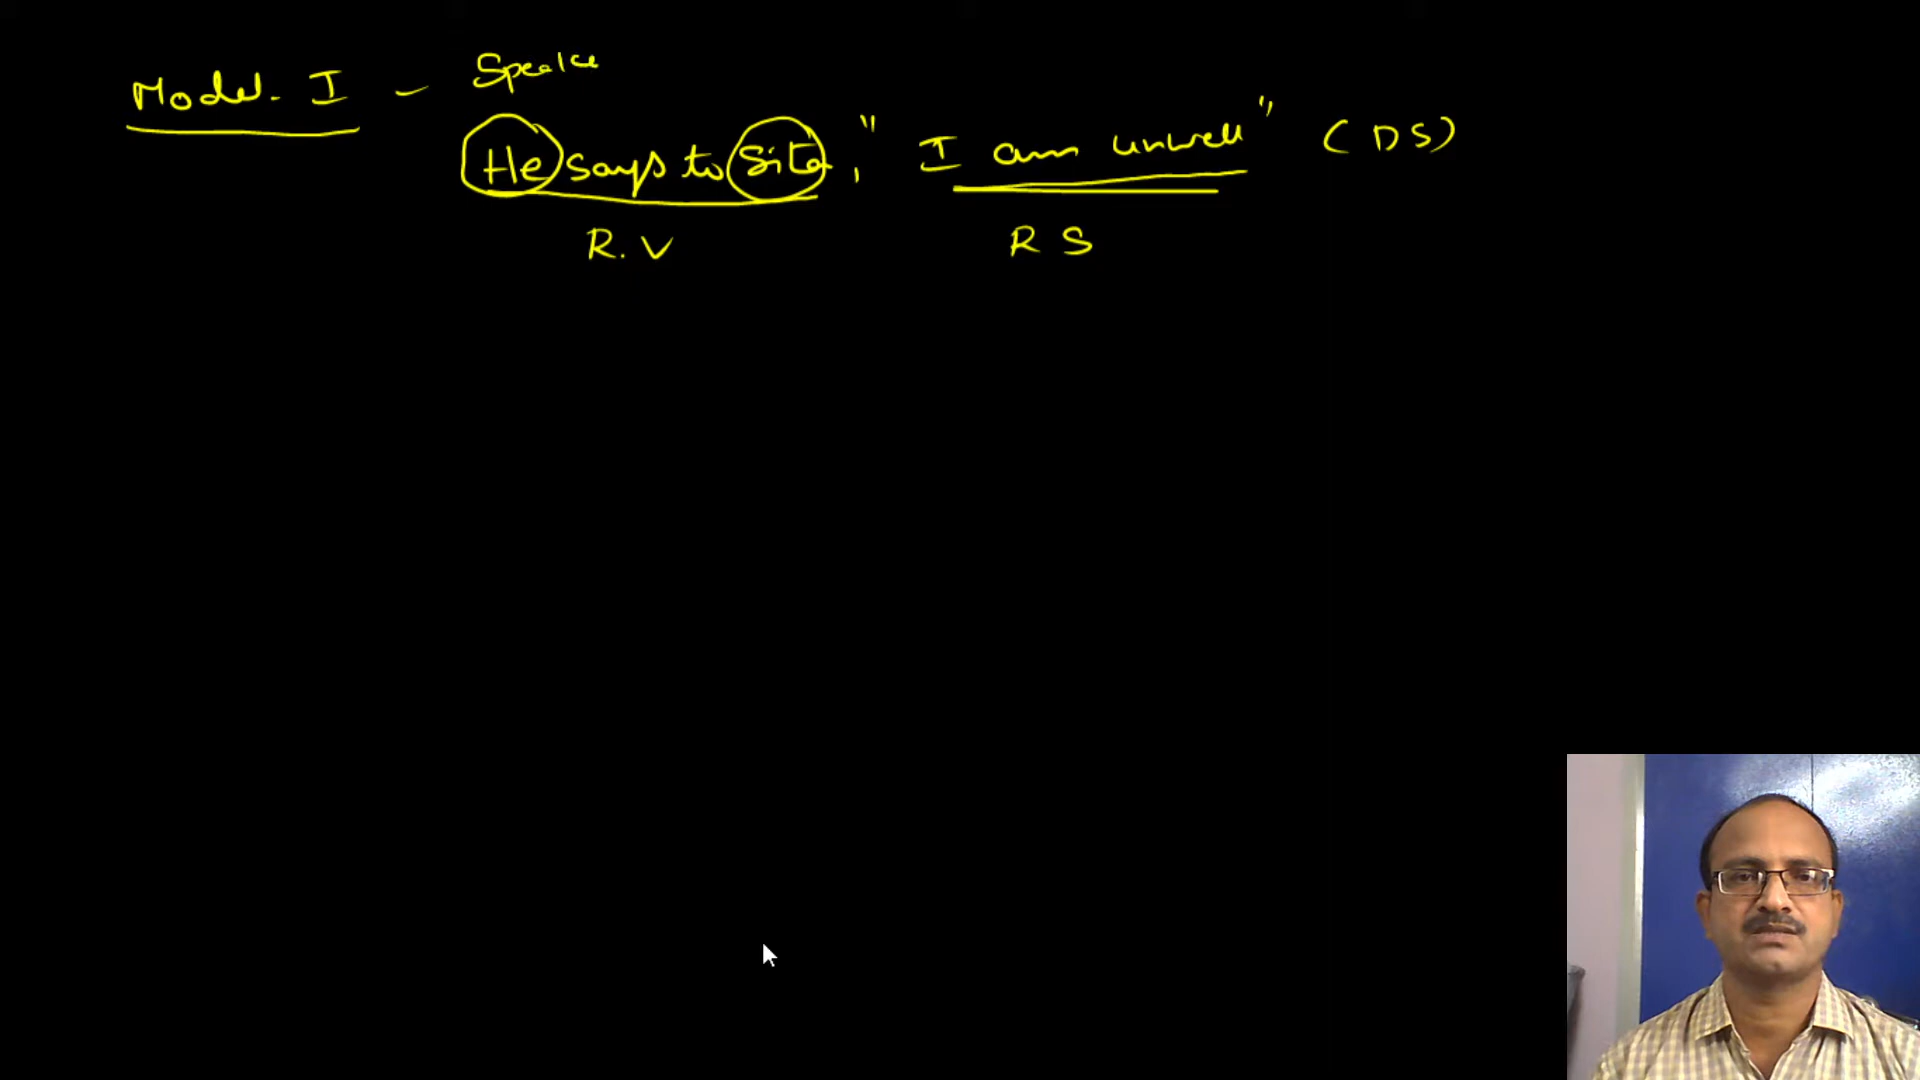 Model. I -
Speake
He says to Sita, "I am unwell" (DS)
R. V
R S